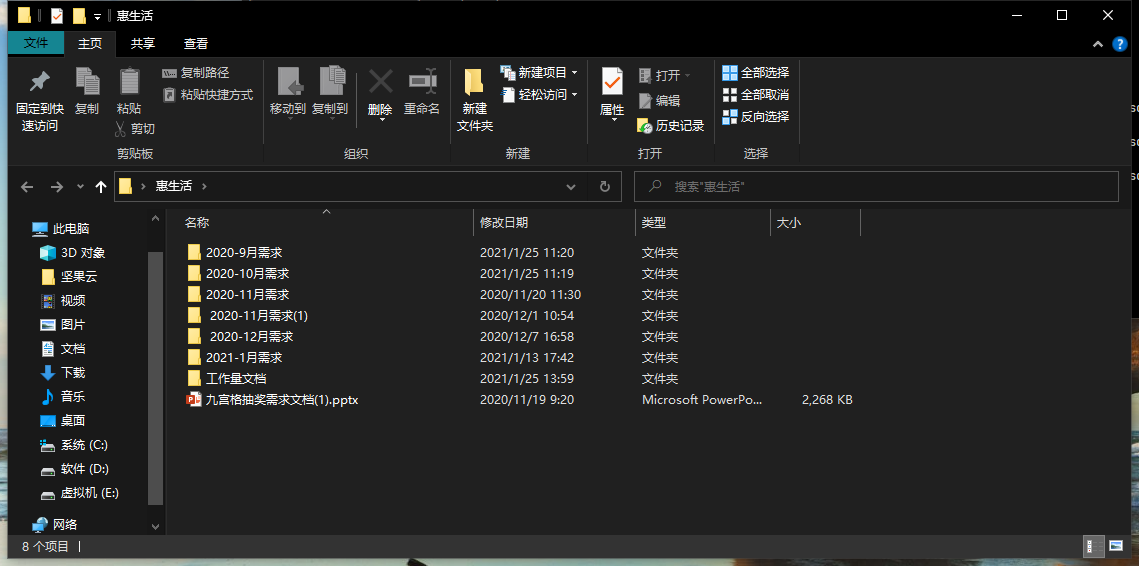 惠生活
文件 主页 共享 查看
固定到快速访问
复制
粘贴
复制路径
粘贴快捷方式
剪切
剪贴板
移动到
复制到
删除
重命名
组织
新建文件夹
新建项目
轻松访问
新建
属性
打开
编辑
历史记录
打开
全部选择
全部取消
反向选择
选择
惠生活
搜索"惠生活"
此电脑
3D 对象
坚果云
视频
图片
文档
下载
音乐
桌面
系统 (C:)
软件 (D:)
虚拟机 (E:)
网络
名称 修改日期 类型 大小
2020-9月需求 2021/1/25 11:20 文件夹
2020-10月需求 2021/1/25 11:19 文件夹
2020-11月需求 2020/11/20 11:30 文件夹
2020-11月需求(1) 2020/12/1 10:54 文件夹
2020-12月需求 2020/12/7 16:58 文件夹
2021-1月需求 2021/1/13 17:42 文件夹
工作量文档 2021/1/25 13:59 文件夹
九宫格抽奖需求文档(1).pptx 2020/11/19 9:20 Microsoft PowerPo... 2,268 KB
8 个项目